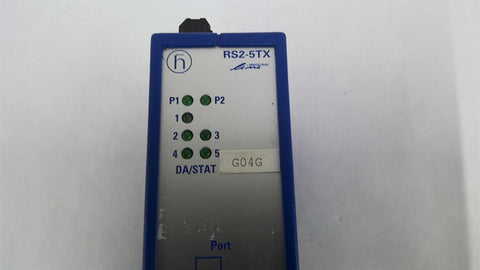 RS2-5TX
h
P1 P2
1
2 3
4 5
DA/STAT G04G
Port